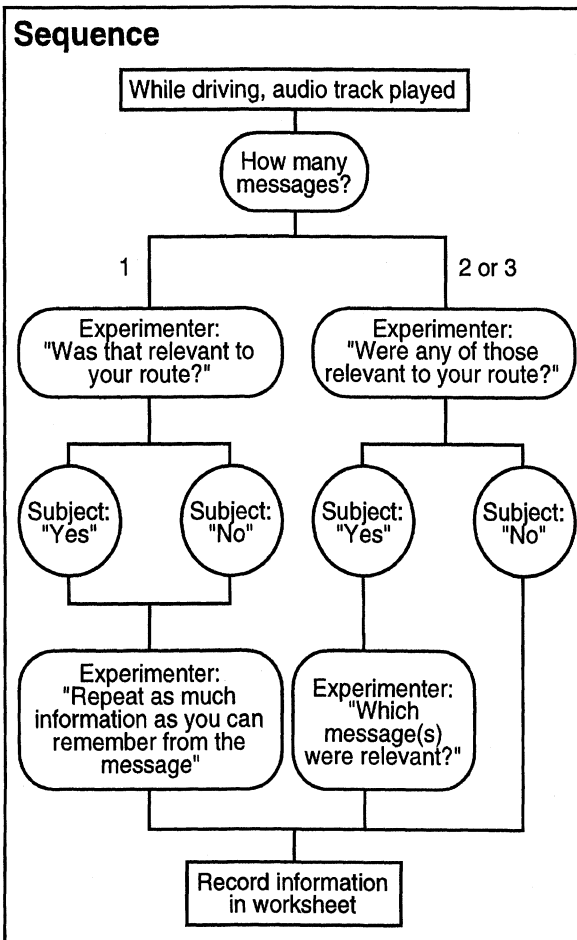 Sequence
While driving, audio track played
How many
messages?
1
2 or 3
Experimenter:
"Was that relevant to
your route?"
Experimenter:
"Were any of those
relevant to your route?"
Subject:
"Yes"
Subject:
"No"
Subject:
"Yes"
Subject:
"No"
Experimenter:
"Repeat as much
information as you can
remember from the
message"
Experimenter:
"Which
message(s)
were relevant?"
Record information
in worksheet